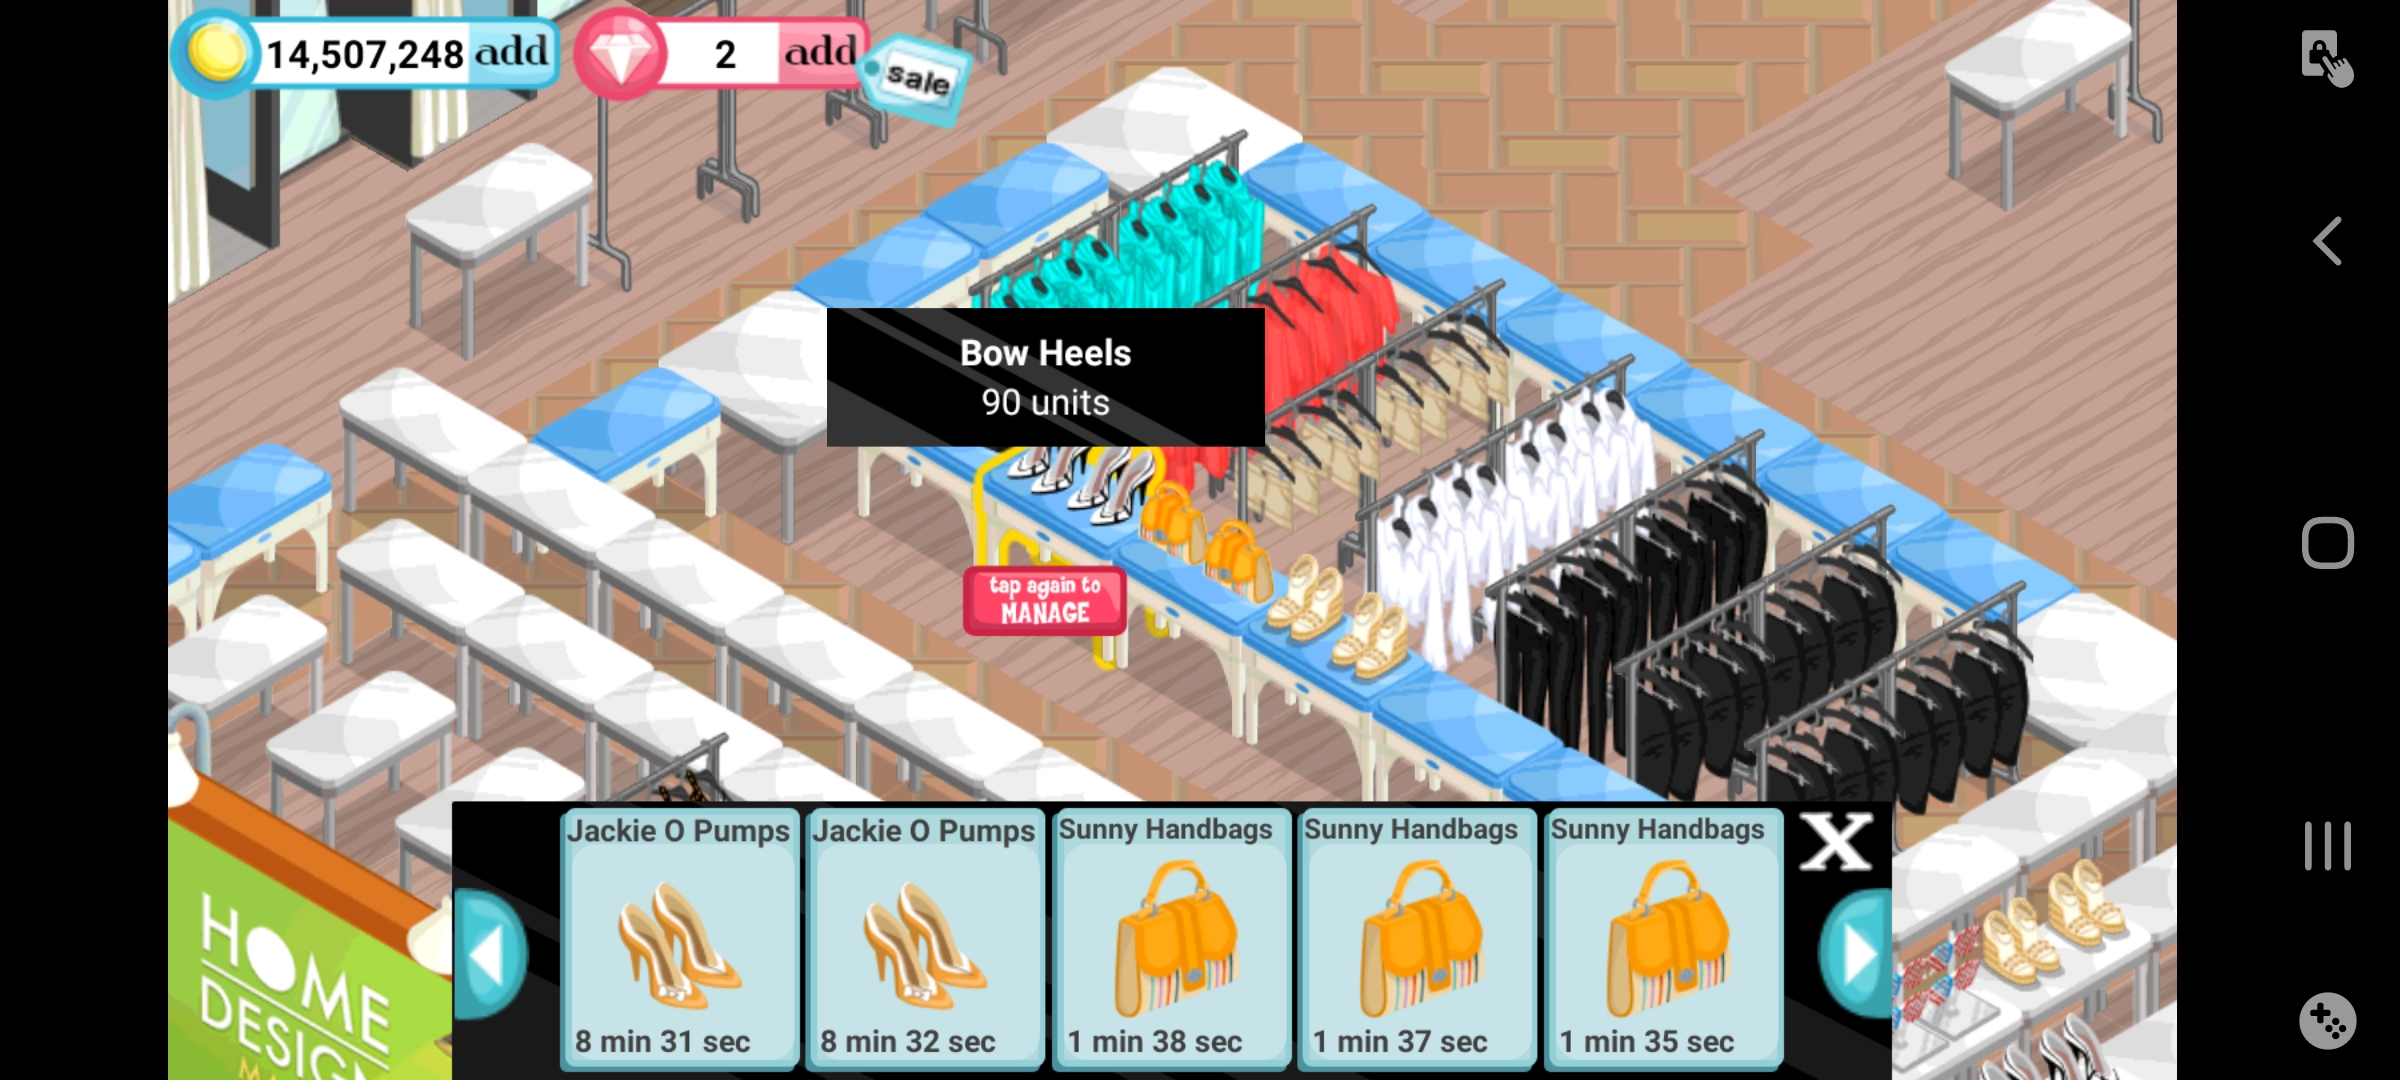 14,507,248 add
2 add
sale
Bow Heels
90 units
tap again to
MANAGE
Jackie O Pumps
8 min 31 sec
Jackie O Pumps
8 min 32 sec
Sunny Handbags
1 min 38 sec
Sunny Handbags
1 min 37 sec
Sunny Handbags
1 min 35 sec
X
HOME
DESIGN